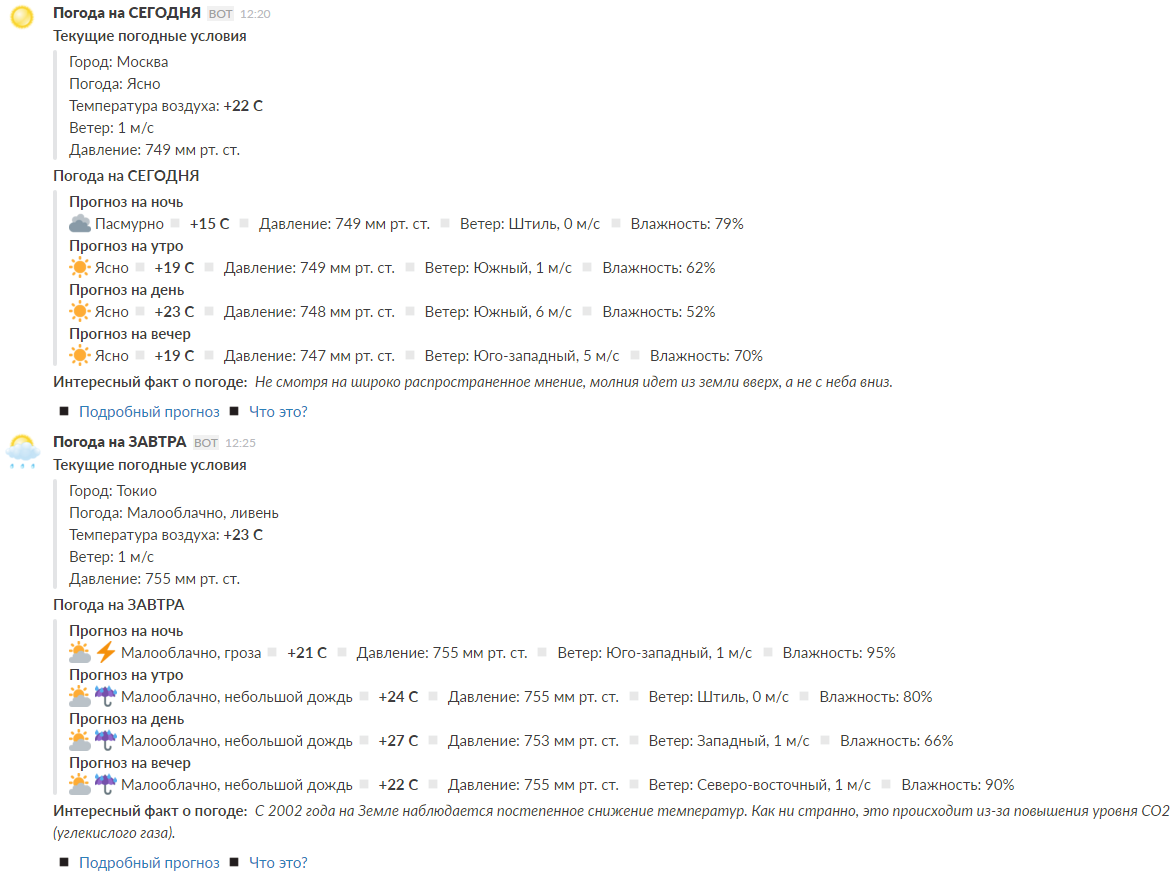 Погода на СЕГОДНЯ BOT 12:20
Текущие погодные условия
Город: Москва
Погода: Ясно
Температура воздуха: +22 C
Ветер: 1 м/с
Давление: 749 мм рт. ст.
Погода на СЕГОДНЯ
Прогноз на ночь
Пасмурно +15 C Давление: 749 мм рт. ст. Ветер: Штиль, 0 м/с Влажность: 79%
Прогноз на утро
Ясно +19 C Давление: 749 мм рт. ст. Ветер: Южный, 1 м/с Влажность: 62%
Прогноз на день
Ясно +23 C Давление: 748 мм рт. ст. Ветер: Южный, 6 м/с Влажность: 52%
Прогноз на вечер
Ясно +19 C Давление: 747 мм рт. ст. Ветер: Юго-западный, 5 м/с Влажность: 70%
Интересный факт о погоде: Не смотря на широко распространенное мнение, молния идет из земли вверх, а не с неба вниз.
Подробный прогноз Что это?
Погода на ЗАВТРА BOT 12:25
Текущие погодные условия
Город: Токио
Погода: Малооблачно, ливень
Температура воздуха: +23 C
Ветер: 1 м/с
Давление: 755 мм рт. ст.
Погода на ЗАВТРА
Прогноз на ночь
Малооблачно, гроза +21 C Давление: 755 мм рт. ст. Ветер: Юго-западный, 1 м/с Влажность: 95%
Прогноз на утро
Малооблачно, небольшой дождь +24 C Давление: 755 мм рт. ст. Ветер: Штиль, 0 м/с Влажность: 80%
Прогноз на день
Малооблачно, небольшой дождь +27 C Давление: 753 мм рт. ст. Ветер: Западный, 1 м/с Влажность: 66%
Прогноз на вечер
Малооблачно, небольшой дождь +22 C Давление: 755 мм рт. ст. Ветер: Северо-восточный, 1 м/с Влажность: 90%
Интересный факт о погоде: С 2002 года на Земле наблюдается постепенное снижение температур. Как ни странно, это происходит из-за повышения уровня СО2
(углекислого газа).
Подробный прогноз Что это?